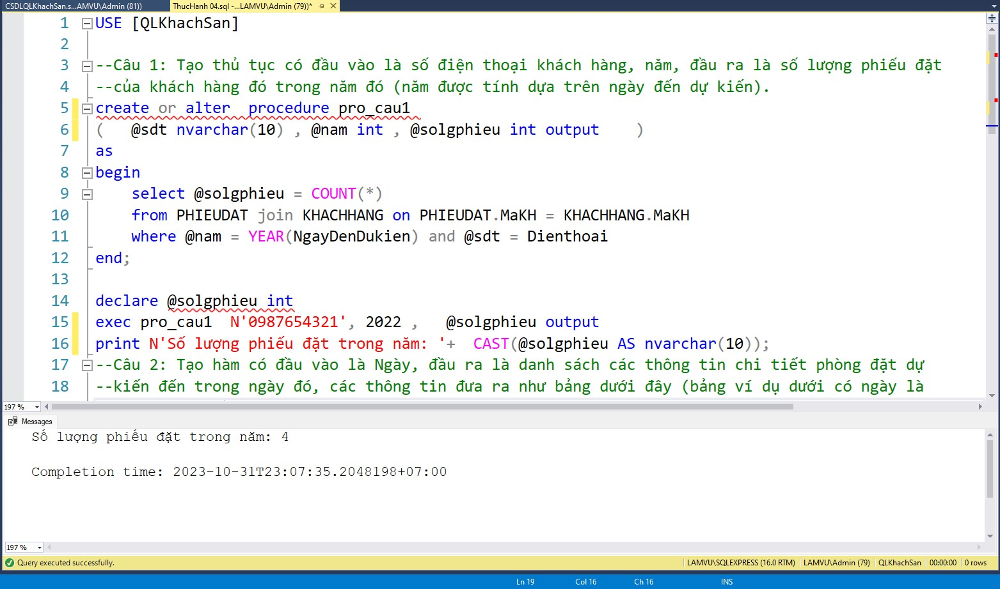 CSDLQLKhachSan.s...AMVU\Admin (81))
ThucHanh 04.sql -...LAMVU\Admin (79))*
1 USE [QLKhachSan]
2
3 --Câu 1: Tạo thủ tục có đầu vào là số điện thoại khách hàng, năm, đầu ra là số lượng phiếu đặt
4 --của khách hàng đó trong năm đó (năm được tính dựa trên ngày đến dự kiến).
5 create or alter  procedure pro_cau1
6 (   @sdt nvarchar(10) , @nam int , @solgphieu int output    )
7 as
8 begin
9     select @solgphieu = COUNT(*)
10     from PHIEUDAT join KHACHHANG on PHIEUDAT.MaKH = KHACHHANG.MaKH
11     where @nam = YEAR(NgayDenDukien) and @sdt = Dienthoai
12 end;
13
14 declare @solgphieu int
15 exec pro_cau1  N'0987654321', 2022 ,   @solgphieu output
16 print N'Số lượng phiếu đặt trong năm: '+  CAST(@solgphieu AS nvarchar(10));
17 --Câu 2: Tạo hàm có đầu vào là Ngày, đầu ra là danh sách các thông tin chi tiết phòng đặt dự
18 --kiến đến trong ngày đó, các thông tin đưa ra như bảng dưới đây (bảng ví dụ dưới có ngày là
197 %
Messages
Số lượng phiếu đặt trong năm: 4
Completion time: 2023-10-31T23:07:35.2048198+07:00
197 %
Query executed successfully.
LAMVU\SQLEXPRESS (16.0 RTM)
LAMVU\Admin (79)
QLKhachSan
00:00:00
0 rows
Ln 19
Col 16
Ch 16
INS